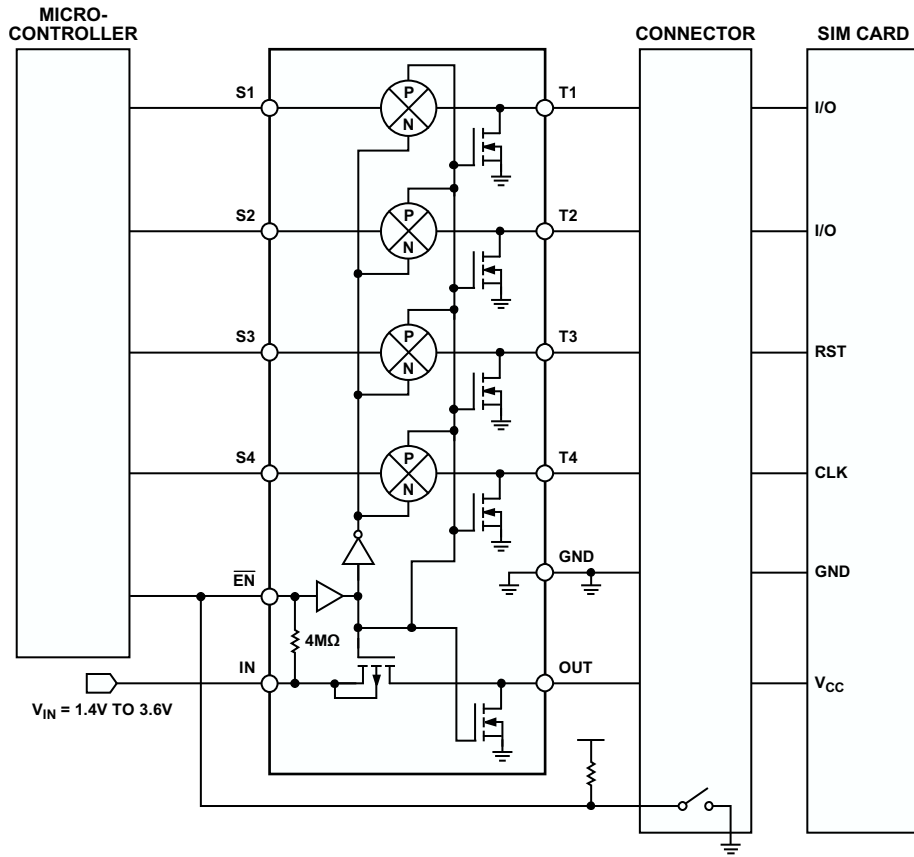 MICRO-
CONTROLLER
CONNECTOR
SIM CARD
S1
P
N
T1
I/O
S2
P
N
T2
I/O
S3
P
N
T3
RST
S4
P
N
T4
CLK
GND
GND
EN
4MΩ
IN
OUT
VCC
VIN = 1.4V TO 3.6V